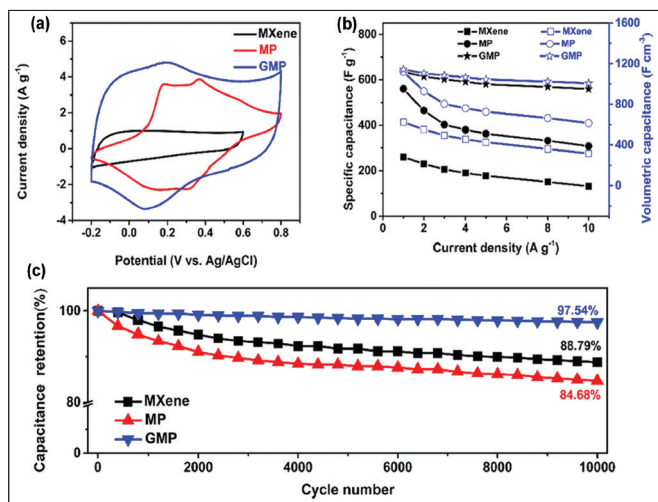 (a)
MXene
MP
GMP
Current density (A g-1)
6
4
2
0
-2
-4
-0.2 0.0 0.2 0.4 0.6 0.8
Potential (V vs. Ag/AgCl)
(b)
MXene MXene
MP MP
GMP GMP
Specific capacitance (F g-1)
800
600
400
200
0
1600
1200
800
400
0
Volumetric capacitance (F cm-3)
0 2 4 6 8 10
Current density (A g-1)
(c)
Capacitance retention(%)
100
80
0
97.54%
88.79%
84.68%
MXene
MP
GMP
0 2000 4000 6000 8000 10000
Cycle number